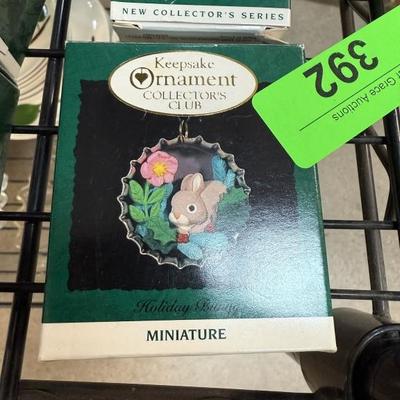 NEW COLLECTOR'S SERIES
Keepsake
Ornament
COLLECTOR'S
CLUB
392
Grace Auctions
Holiday Bunny
MINIATURE